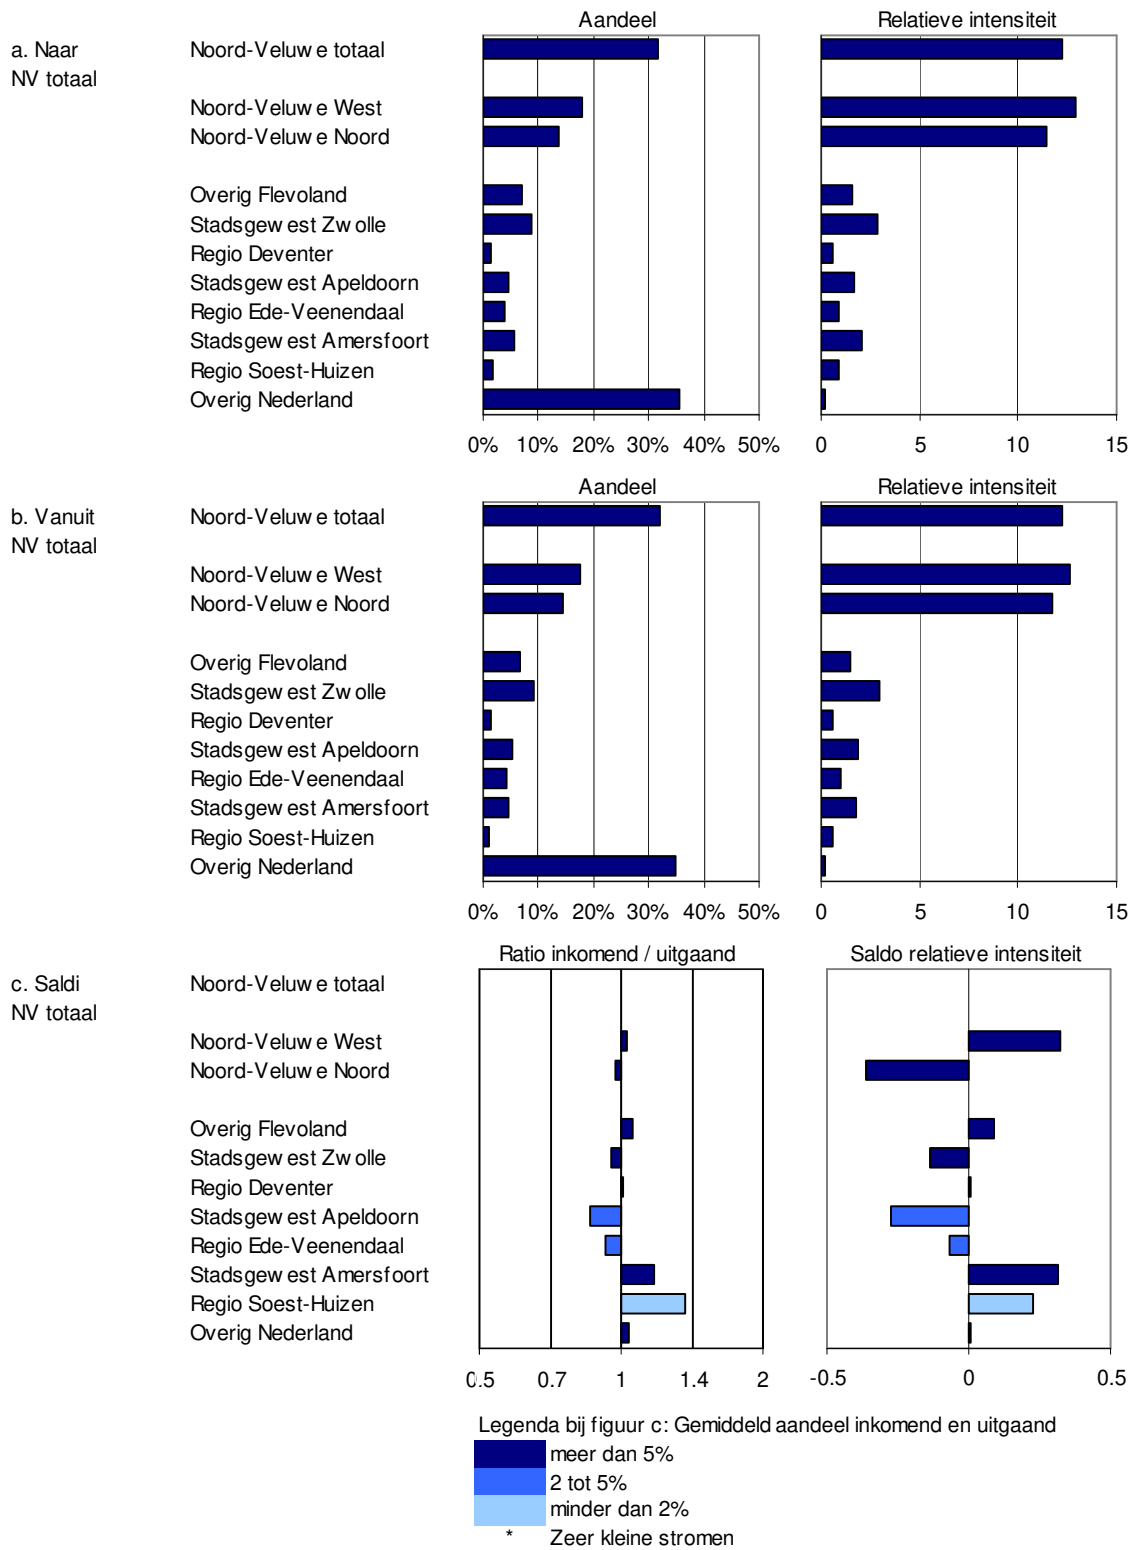 Aandeel Relatieve intensiteit
a. Naar Noord-Veluwe totaal
NV totaal
Noord-Veluwe West
Noord-Veluwe Noord
Overig Flevoland
Stadsgewest Zwolle
Regio Deventer
Stadsgewest Apeldoorn
Regio Ede-Veenendaal
Stadsgewest Amersfoort
Regio Soest-Huizen
Overig Nederland
0% 10% 20% 30% 40% 50% 0 5 10 15
Aandeel Relatieve intensiteit
b. Vanuit Noord-Veluwe totaal
NV totaal
Noord-Veluwe West
Noord-Veluwe Noord
Overig Flevoland
Stadsgewest Zwolle
Regio Deventer
Stadsgewest Apeldoorn
Regio Ede-Veenendaal
Stadsgewest Amersfoort
Regio Soest-Huizen
Overig Nederland
0% 10% 20% 30% 40% 50% 0 5 10 15
Ratio inkomend / uitgaand Saldo relatieve intensiteit
c. Saldi Noord-Veluwe totaal
NV totaal
Noord-Veluwe West
Noord-Veluwe Noord
Overig Flevoland
Stadsgewest Zwolle
Regio Deventer
Stadsgewest Apeldoorn
Regio Ede-Veenendaal
Stadsgewest Amersfoort
Regio Soest-Huizen
Overig Nederland
0.5 0.7 1 1.4 2 -0.5 0 0.5
Legenda bij figuur c: Gemiddeld aandeel inkomend en uitgaand
meer dan 5%
2 tot 5%
minder dan 2%
* Zeer kleine stromen